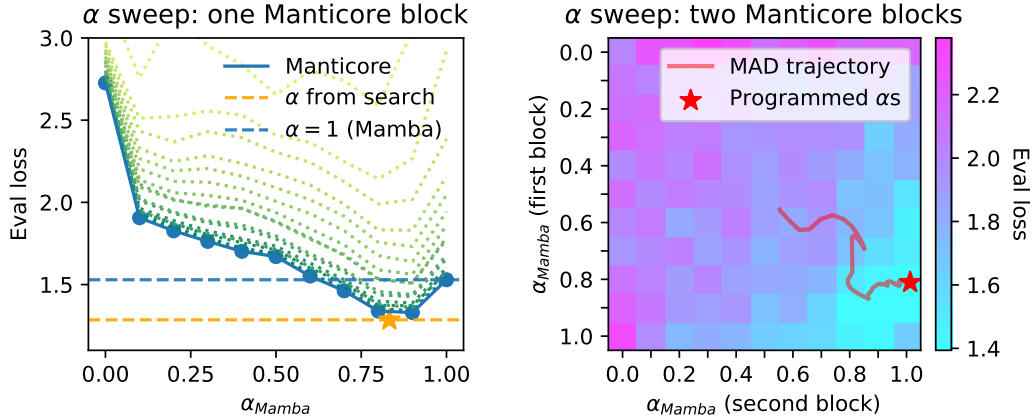 α sweep: one Manticore block
3.0
2.5
2.0
1.5
Eval loss
Manticore
α from search
α = 1 (Mamba)
0.00
0.25
0.50
0.75
1.00
α_Mamba
α sweep: two Manticore blocks
0.0
0.2
0.4
0.6
0.8
1.0
α_Mamba (first block)
MAD trajectory
Programmed αs
0.0
0.2
0.4
0.6
0.8
1.0
α_Mamba (second block)
2.2
2.0
1.8
1.6
1.4
Eval loss